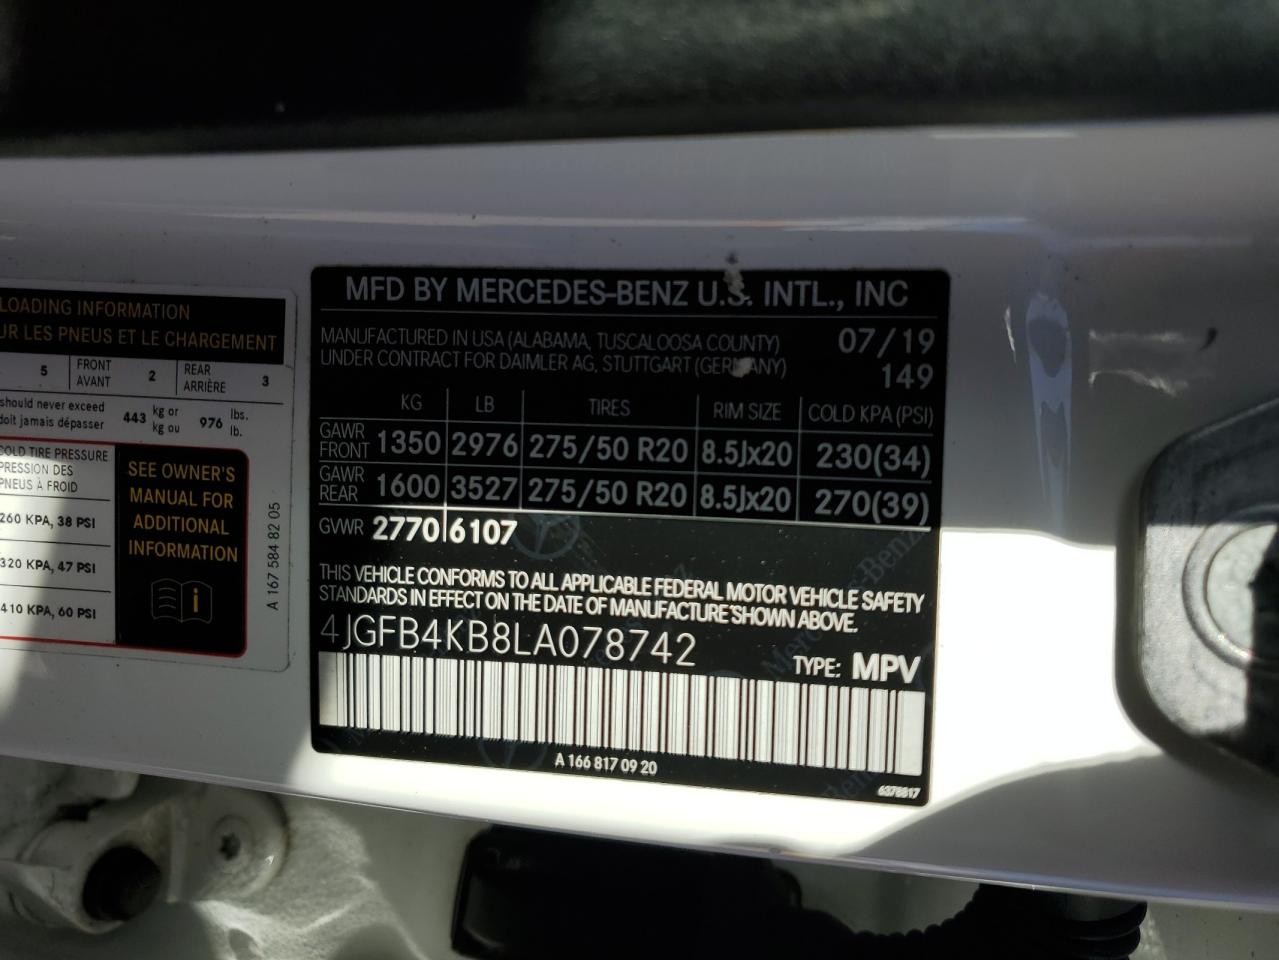 LOADING INFORMATION
UR LES PNEUS ET LE CHARGEMENT
5 FRONT AVANT 2 REAR ARRIÈRE 3
should never exceed
doit jamais dépasser
443 kg or kg ou 976 lbs. lb.
COLD TIRE PRESSURE
PRESSION DES
PNEUS À FROID
260 KPA, 38 PSI
320 KPA, 47 PSI
410 KPA, 60 PSI
SEE OWNER'S
MANUAL FOR
ADDITIONAL
INFORMATION
i
A 167 584 82 05
MFD BY MERCEDES-BENZ U.S. INTL., INC
MANUFACTURED IN USA (ALABAMA, TUSCALOOSA COUNTY) 07/19
UNDER CONTRACT FOR DAIMLER AG, STUTTGART (GERMANY) 149
KG LB TIRES RIM SIZE COLD KPA (PSI)
GAWR FRONT 1350 2976 275/50 R20 8.5Jx20 230(34)
GAWR REAR 1600 3527 275/50 R20 8.5Jx20 270(39)
GVWR 2770 6107
THIS VEHICLE CONFORMS TO ALL APPLICABLE FEDERAL MOTOR VEHICLE SAFETY
STANDARDS IN EFFECT ON THE DATE OF MANUFACTURE SHOWN ABOVE.
4JGFB4KB8LA078742
TYPE: MPV
A 166 817 09 20
6378817
Mercedes-Benz